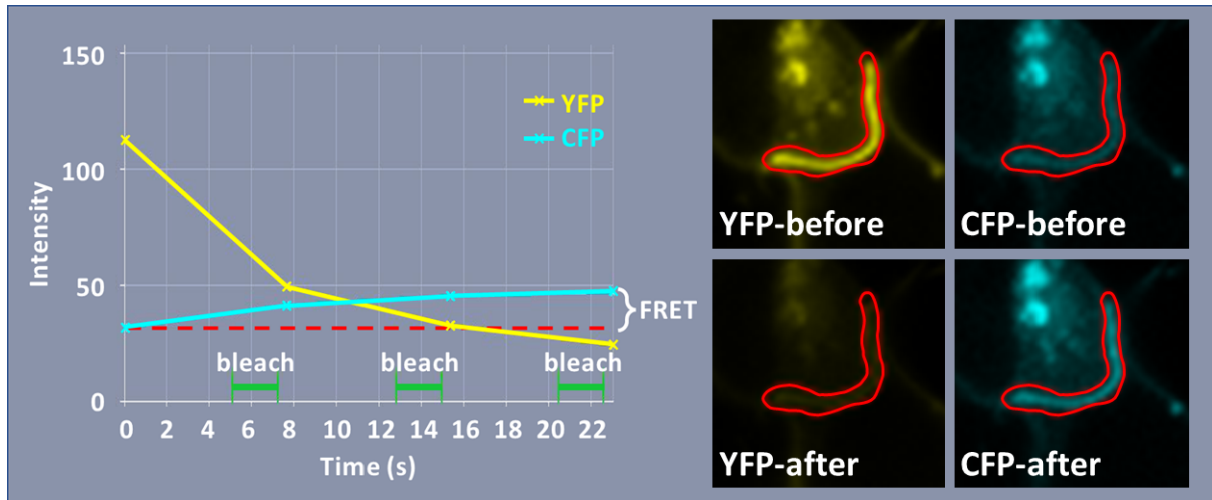 150
100
50
0
Intensity
YFP
CFP
FRET
bleach
bleach
bleach
0 2 4 6 8 10 12 14 16 18 20 22
Time (s)
YFP-before
CFP-before
YFP-after
CFP-after